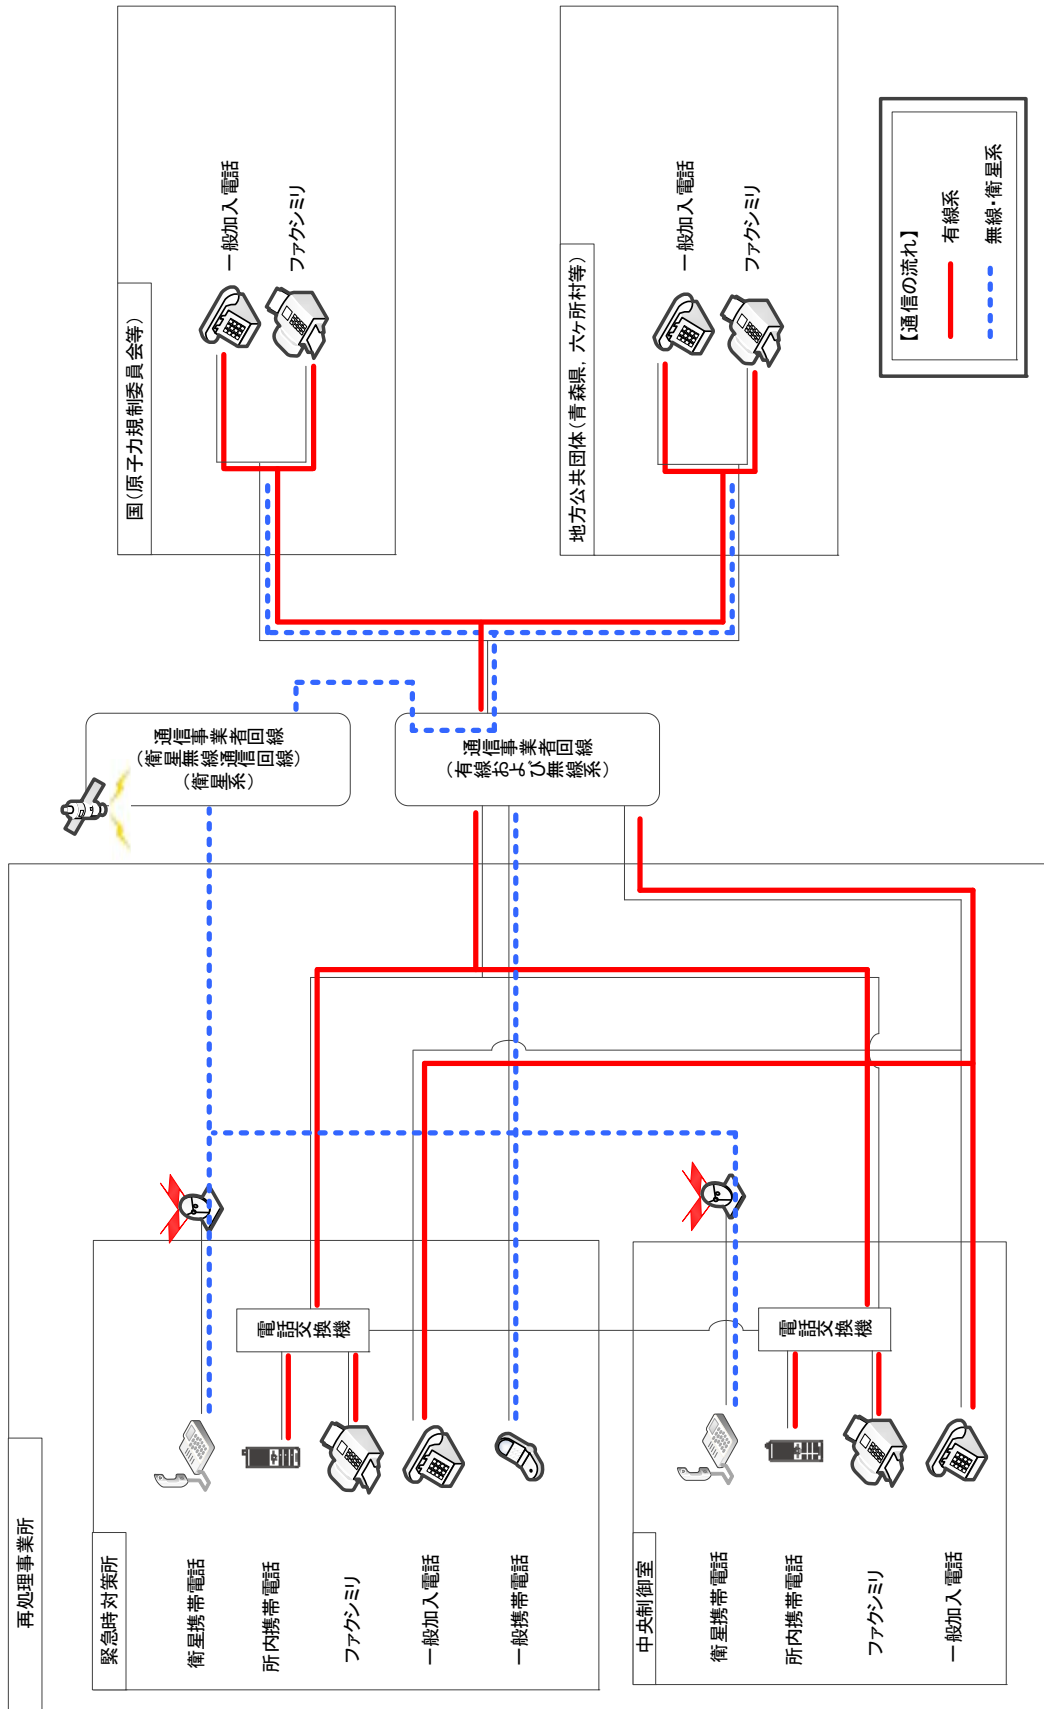 再処理事業所
緊急時対策所
衛星携帯電話
所内携帯電話
ファクシミリ
一般加入電話
一般携帯電話
電話交換機
中央制御室
衛星携帯電話
所内携帯電話
ファクシミリ
一般加入電話
電話交換機
通信事業者回線
(衛星無線通信回線)
(衛星系)
通信事業者回線
(有線および無線系)
国(原子力規制委員会等)
一般加入電話
ファクシミリ
地方公共団体(青森県,六ヶ所村等)
一般加入電話
ファクシミリ
【通信の流れ】
有線系
無線・衛星系